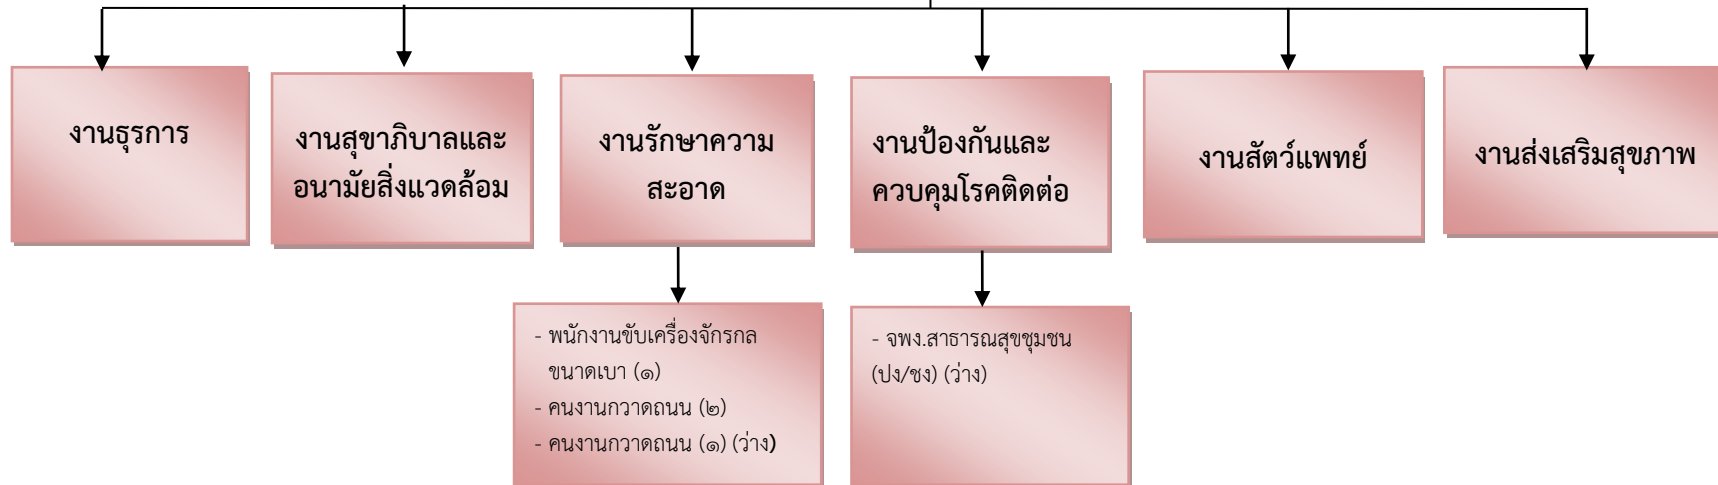 งานธุรการ
งานสุขาภิบาลและ
อนามัยสิ่งแวดล้อม
งานรักษาความ
สะอาด
งานป้องกันและ
ควบคุมโรคติดต่อ
งานสัตว์แพทย์
งานส่งเสริมสุขภาพ
- พนักงานขับเครื่องจักรกล
ขนาดเบา (๑)
- คนงานกวาดถนน (๒)
- คนงานกวาดถนน (๑) (ว่าง)
- จพง.สาธารณสุขชุมชน
(ปง/ชง) (ว่าง)